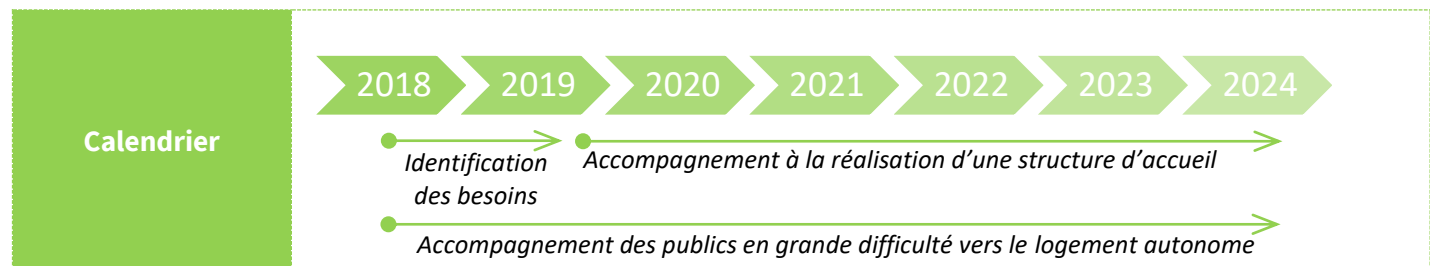 Calendrier
2018 2019 2020 2021 2022 2023 2024
Identification
des besoins
Accompagnement à la réalisation d’une structure d’accueil
Accompagnement des publics en grande difficulté vers le logement autonome